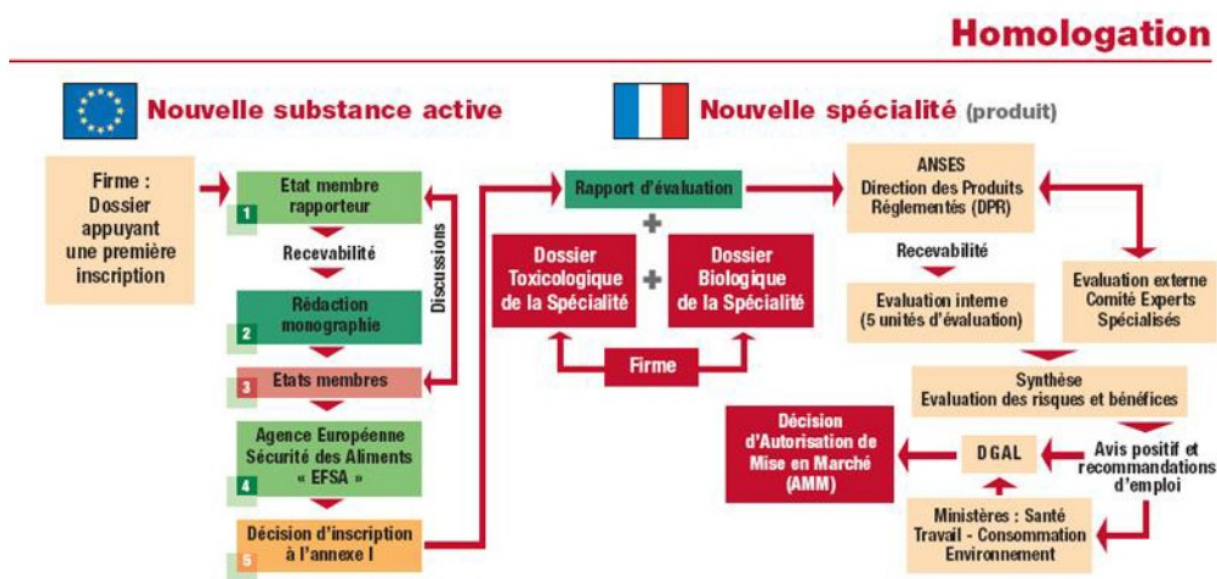 Homologation
Nouvelle substance active
Firme :
Dossier
appuyant
une première
inscription
Etat membre
rapporteur
1
Recevabilité
Discussions
Rédaction
monographie
2
3
Etats membres
Agence Européenne
Sécurité des Aliments
« EFSA »
4
Décision d'inscription
à l'annexe I
5
Nouvelle spécialité (produit)
Rapport d'évaluation
+
Dossier
Toxicologique
de la Spécialité
+
Dossier
Biologique
de la Spécialité
Firme
ANSES
Direction des Produits
Réglementés (DPR)
Recevabilité
Evaluation interne
(5 unités d'évaluation)
Evaluation externe
Comité Experts
Spécialisés
Synthèse
Evaluation des risques et bénéfices
Avis positif et
recommandations
d'emploi
DGAL
Ministères : Santé
Travail - Consommation
Environnement
Décision
d'Autorisation de
Mise en Marché
(AMM)